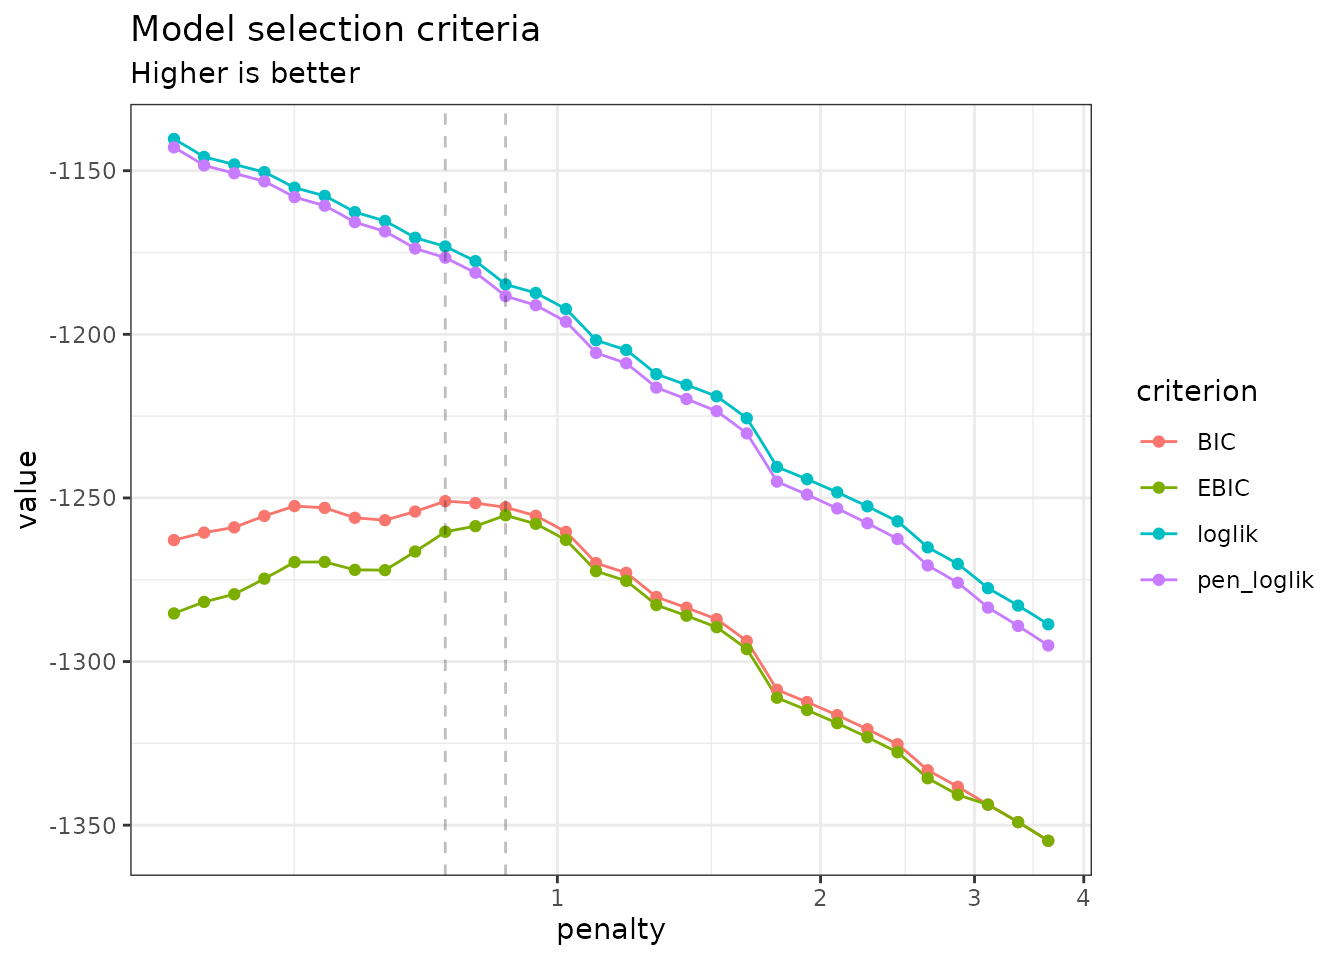 Model selection criteria
Higher is better
value
-1150
-1200
-1250
-1300
-1350
1
2
3
4
penalty
criterion
BIC
EBIC
loglik
pen_loglik